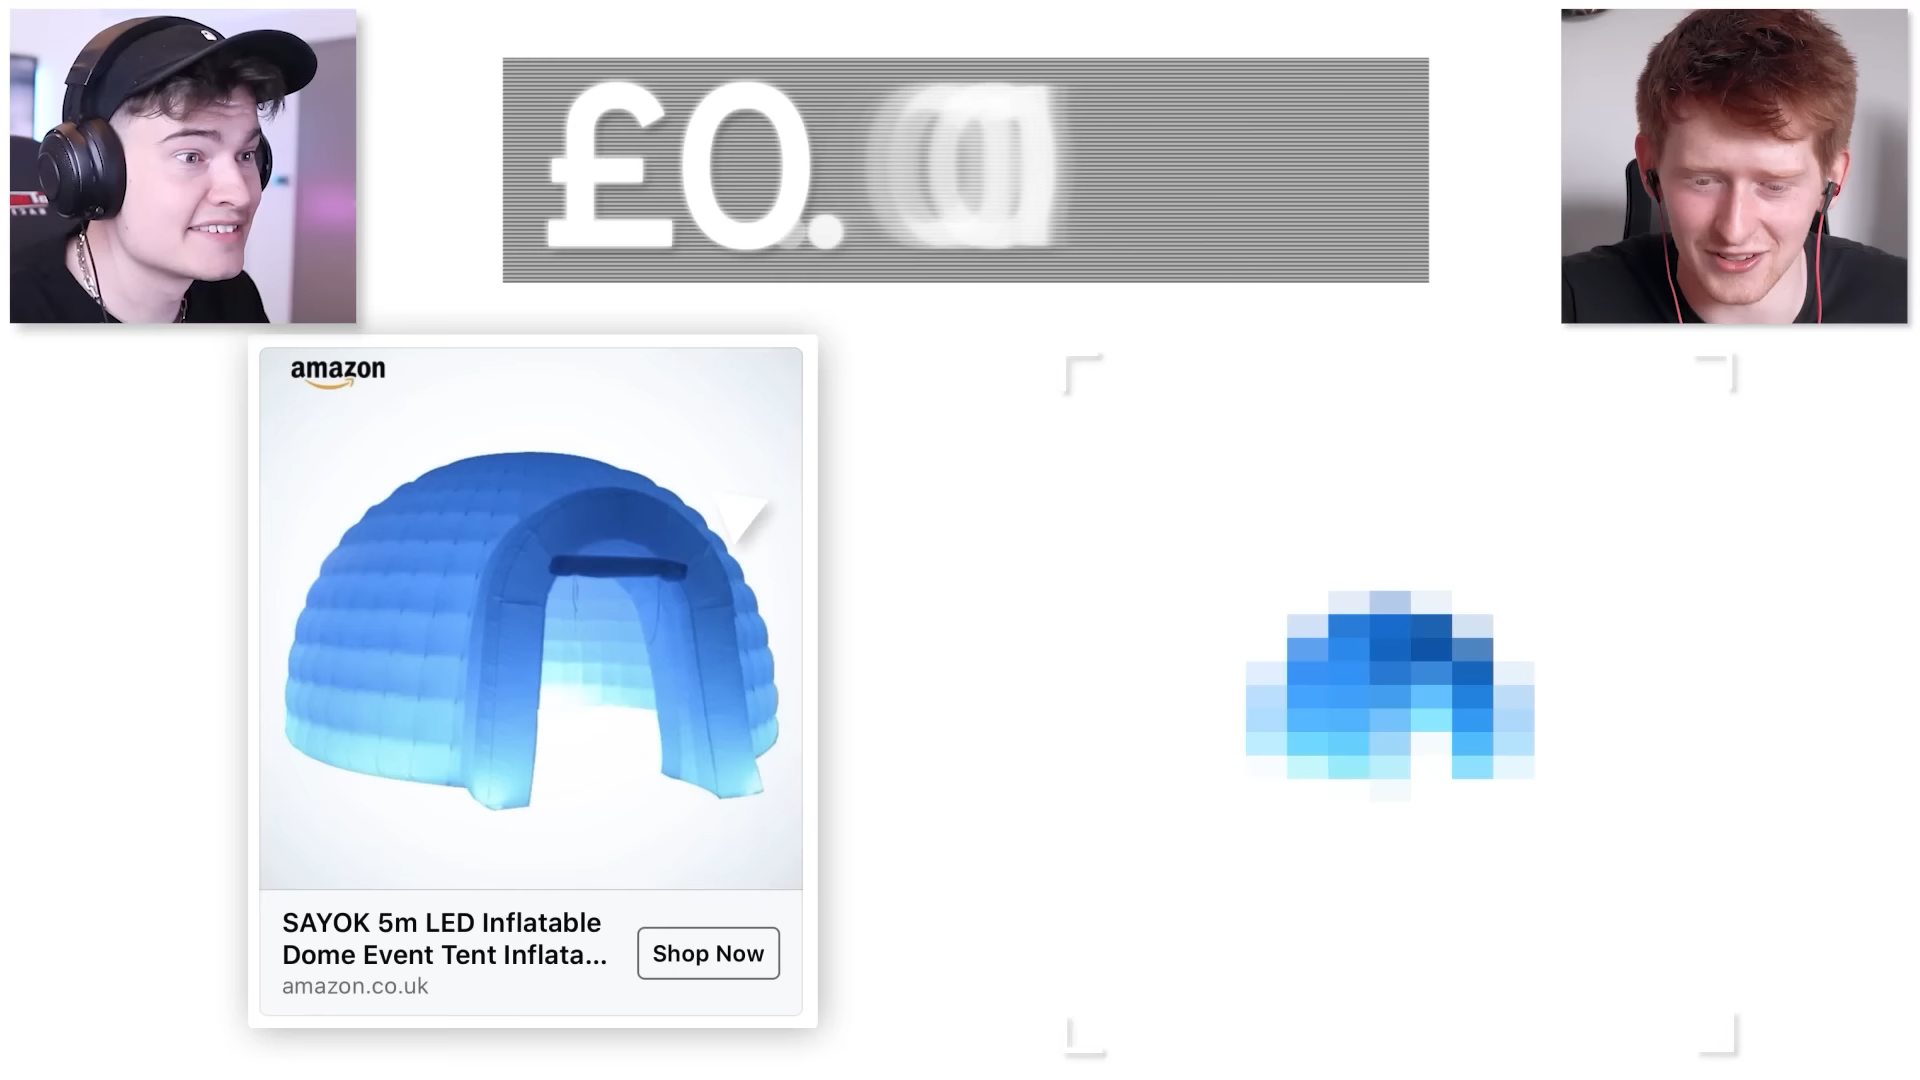 £0.
amazon
SAYOK 5m LED Inflatable
Dome Event Tent Inflata...
Shop Now
amazon.co.uk